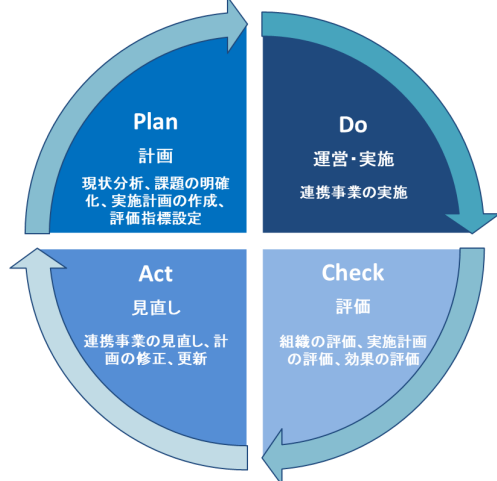 Plan
計画
現状分析、課題の明確
化、実施計画の作成、
評価指標設定
Do
運営・実施
連携事業の実施
Act
見直し
連携事業の見直し、計
画の修正、更新
Check
評価
組織の評価、実施計画
の評価、効果の評価